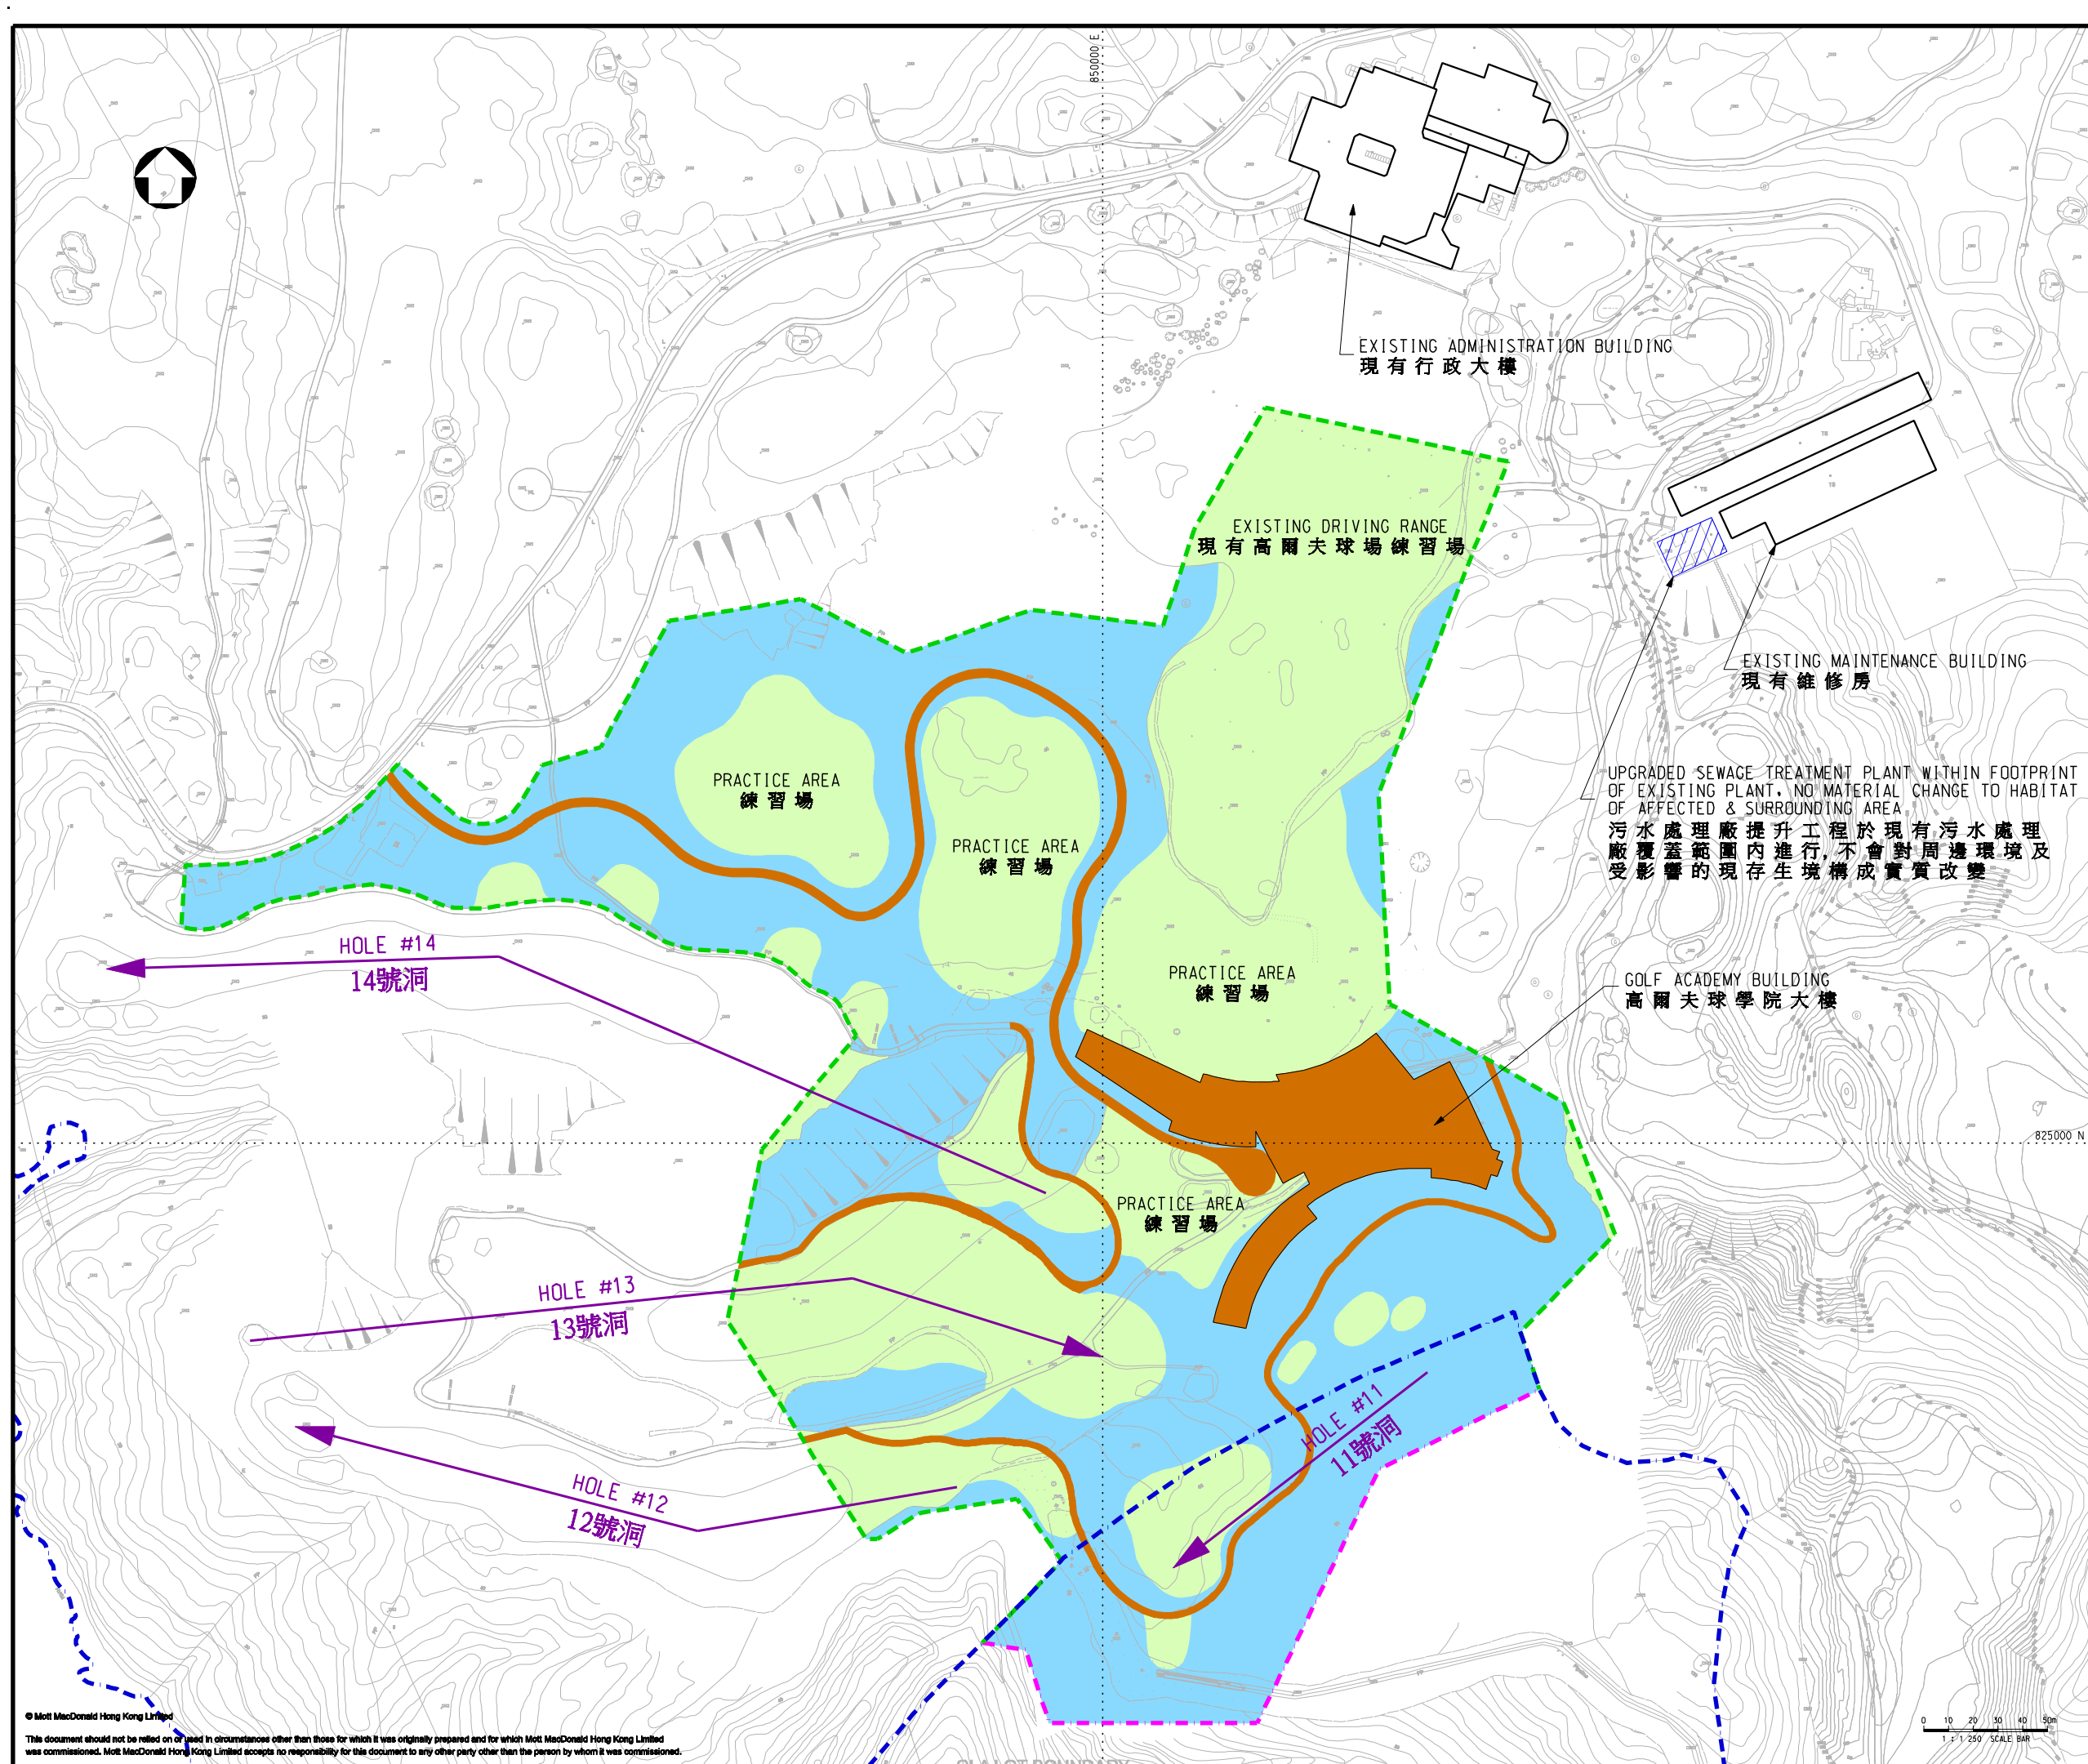 850000 E
EXISTING ADMINISTRATION BUILDING
現有行政大樓
EXISTING DRIVING RANGE
現有高爾夫球場練習場
EXISTING MAINTENANCE BUILDING
現有維修房
UPGRADED SEWAGE TREATMENT PLANT WITHIN FOOTPRINT
OF EXISTING PLANT, NO MATERIAL CHANGE TO HABITAT
OF AFFECTED & SURROUNDING AREA
污水處理廠提升工程於現有污水處理
廠覆蓋範圍內進行,不會對周邊環境及
受影響的現存生境構成實質改變
PRACTICE AREA
練習場
PRACTICE AREA
練習場
PRACTICE AREA
練習場
GOLF ACADEMY BUILDING
高爾夫球學院大樓
HOLE #14
14號洞
825000 N
PRACTICE AREA
練習場
HOLE #13
13號洞
HOLE #11
11號洞
HOLE #12
12號洞
© Mott MacDonald Hong Kong Limited
This document should not be relied on or used in circumstances other than those for which it was originally prepared and for which Mott MacDonald Hong Kong Limited
was commissioned. Mott MacDonald Hong Kong Limited accepts no responsibility for this document to any other party other than the person by whom it was commissioned.
0 10 20 30 40 50m
1 : 1 250 SCALE BAR